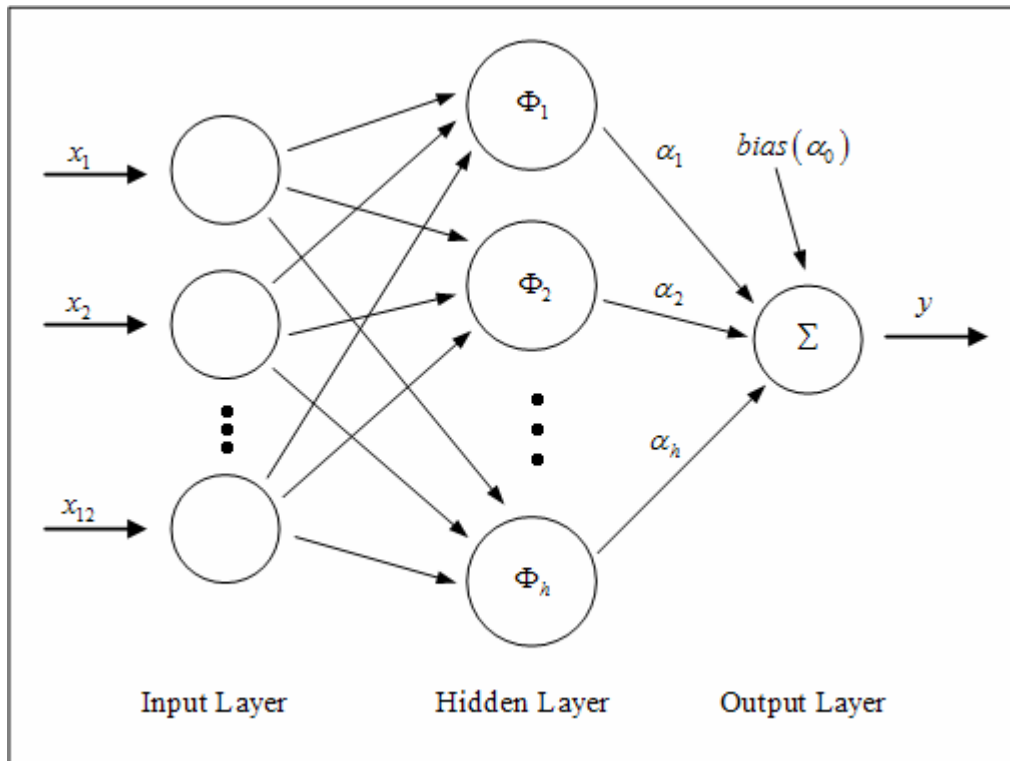 x₁
x₂
x₁₂
Φ₁
Φ₂
Φₕ
α₁
α₂
αₕ
bias(α₀)
Σ
y
Input Layer
Hidden Layer
Output Layer